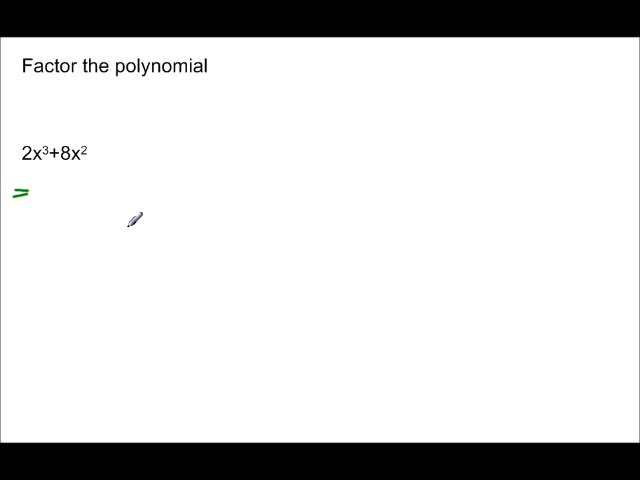 Factor the polynomial
2x³+8x²
=